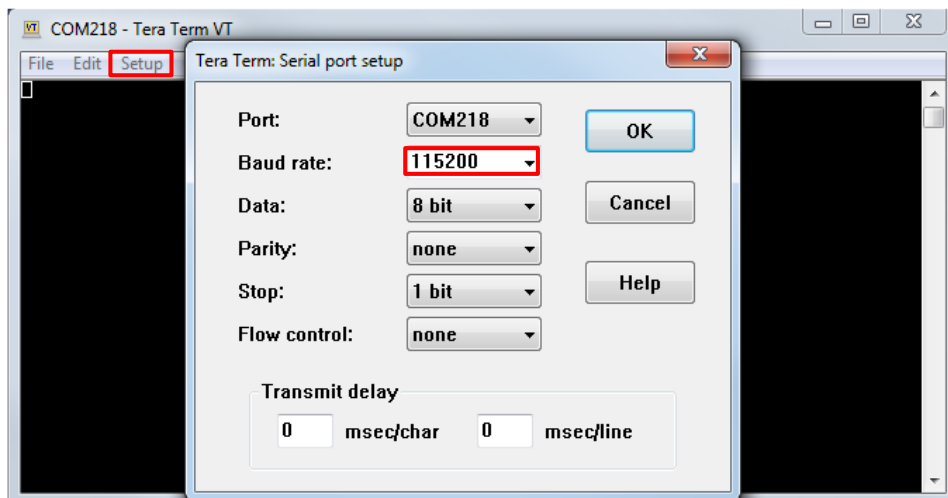 COM218 - Tera Term VT
File Edit Setup
Tera Term: Serial port setup
Port: COM218
OK
Baud rate: 115200
Data: 8 bit
Cancel
Parity: none
Stop: 1 bit
Help
Flow control: none
Transmit delay
0 msec/char 0 msec/line